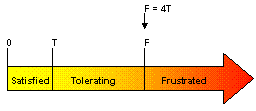 F = 4T
0 T F
Satisfied Tolerating Frustrated